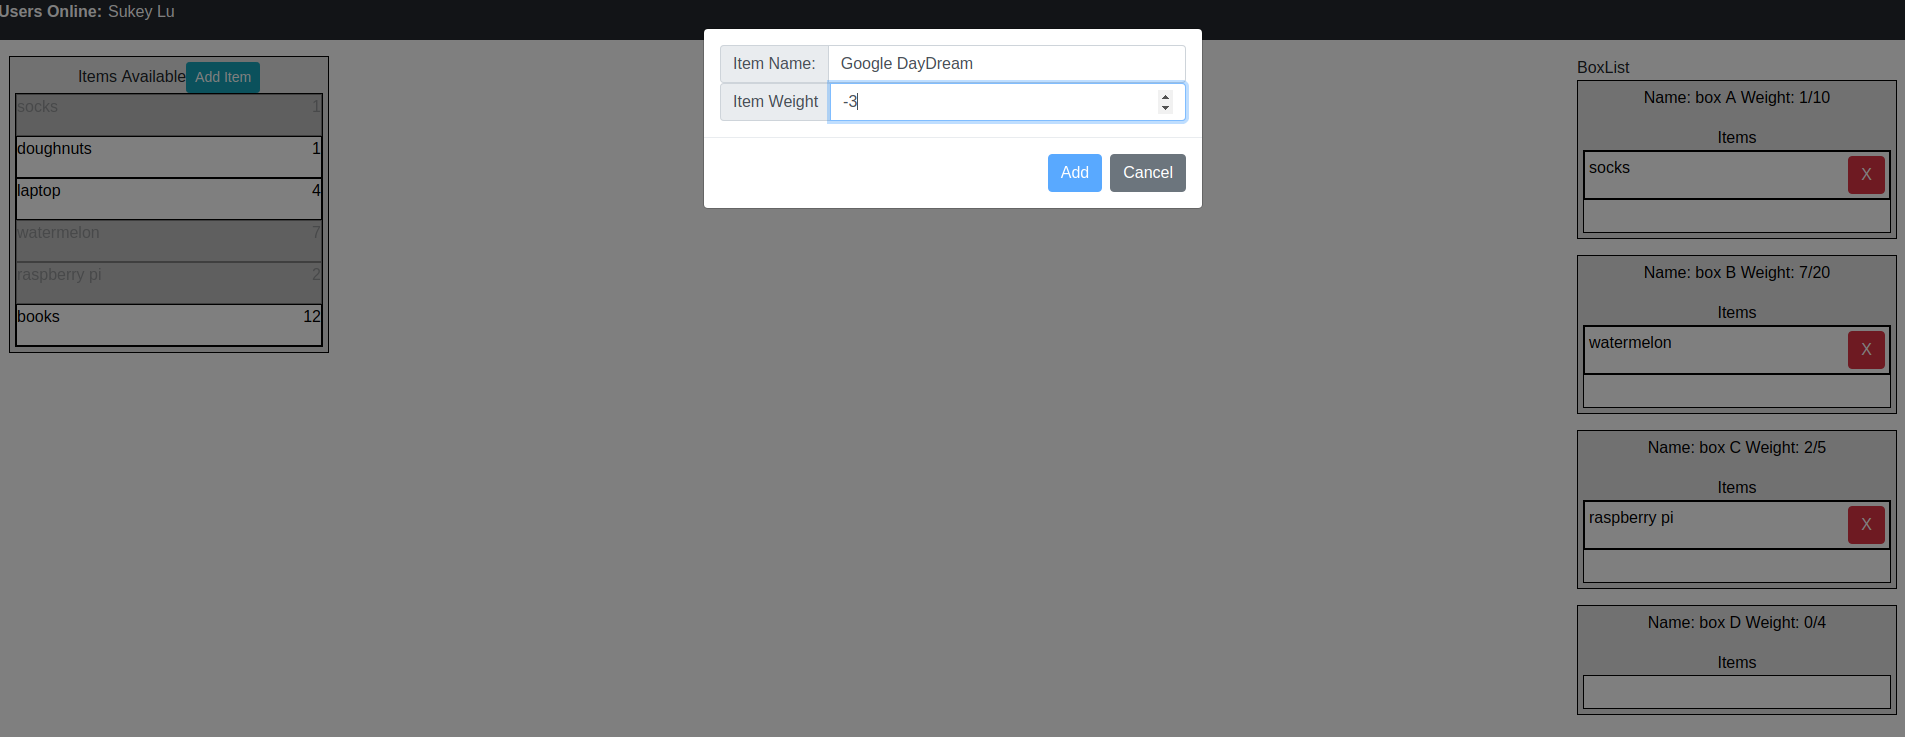 Users Online: Sukey Lu
Item Name: Google DayDream
Item Weight -3
Add Cancel
Items Available Add Item
socks 1
doughnuts 1
laptop 4
watermelon 7
raspberry pi 2
books 12
BoxList
Name: box A Weight: 1/10
Items
socks X
Name: box B Weight: 7/20
Items
watermelon X
Name: box C Weight: 2/5
Items
raspberry pi X
Name: box D Weight: 0/4
Items